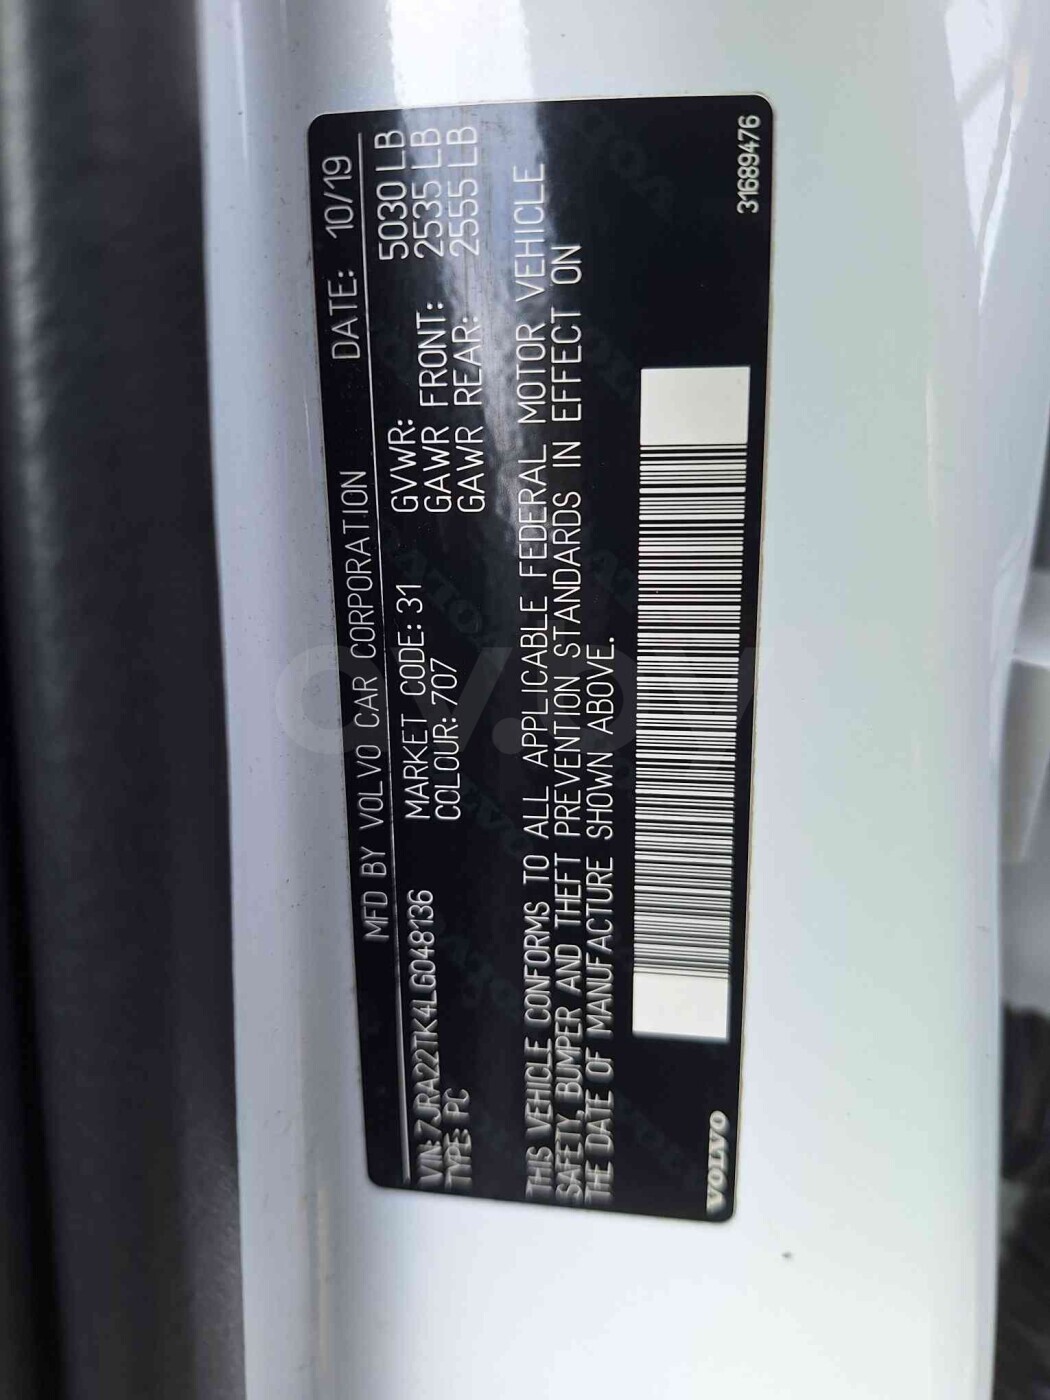 MFD BY VOLVO CAR CORPORATION DATE: 10/19
VIN: 7JRA22TK4LG048136 MARKET CODE: 31 GVWR: 5030 LB
TYPE: PC COLOUR: 707 GAWR FRONT: 2535 LB
GAWR REAR: 2555 LB
THIS VEHICLE CONFORMS TO ALL APPLICABLE FEDERAL MOTOR VEHICLE
SAFETY, BUMPER AND THEFT PREVENTION STANDARDS IN EFFECT ON
THE DATE OF MANUFACTURE SHOWN ABOVE.
VOLVO 31689476
cv.by